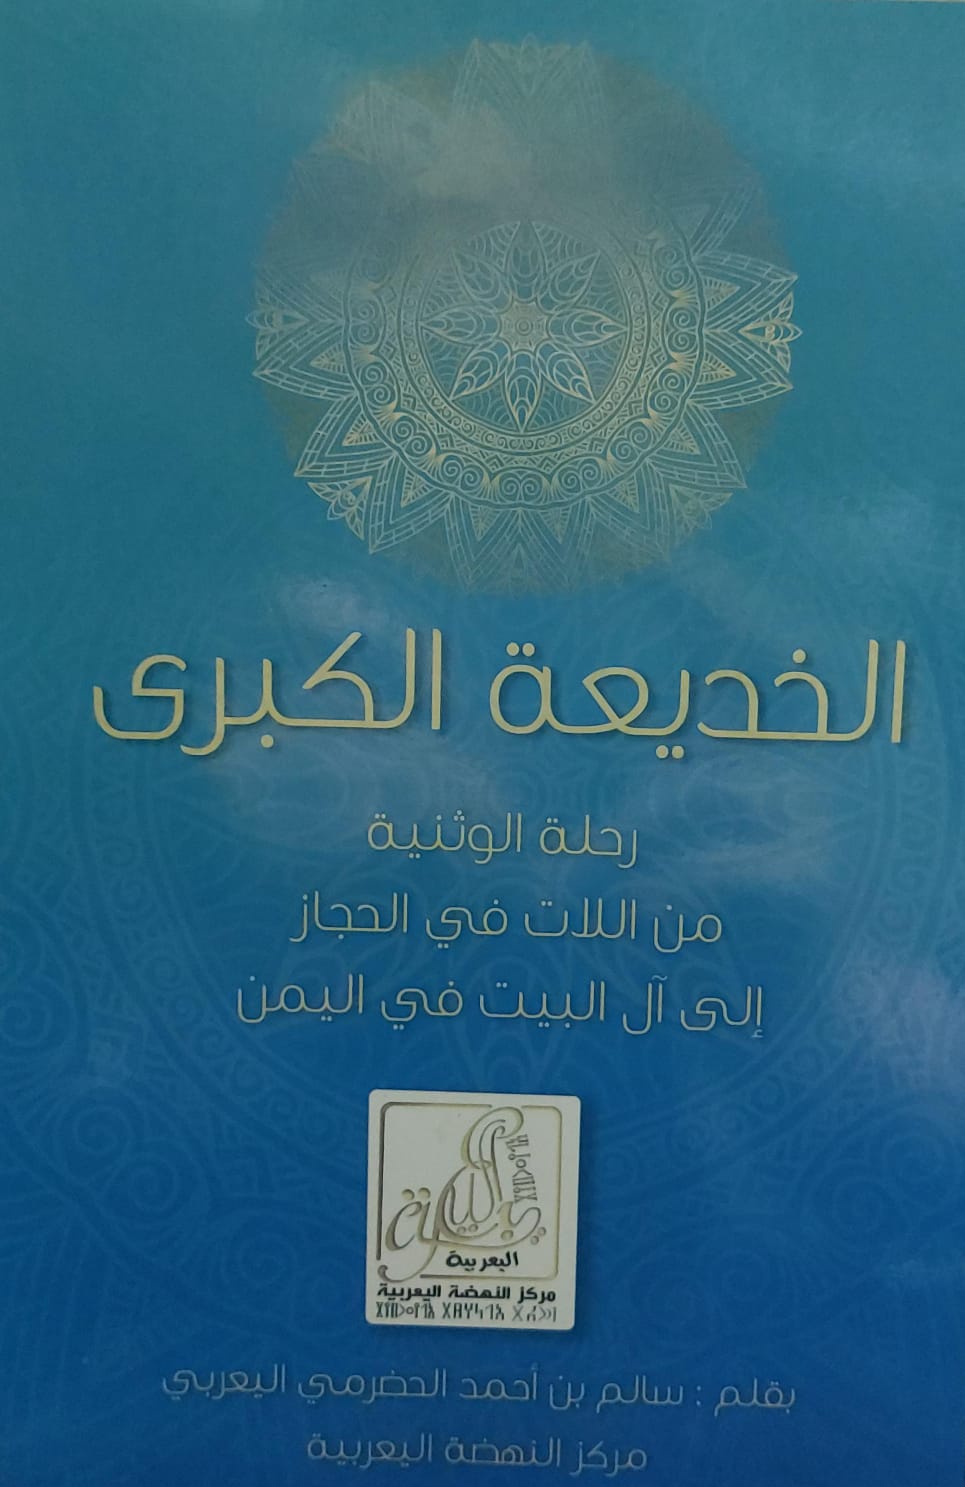 الخديعة الكبرى
رحلة الوثنية
من اللات في الحجاز
إلى آل البيت في اليمن
اليعربية
مركز النهضة اليعربية
بقلم : سالم بن أحمد الحضرمي اليعربي
مركز النهضة اليعربية